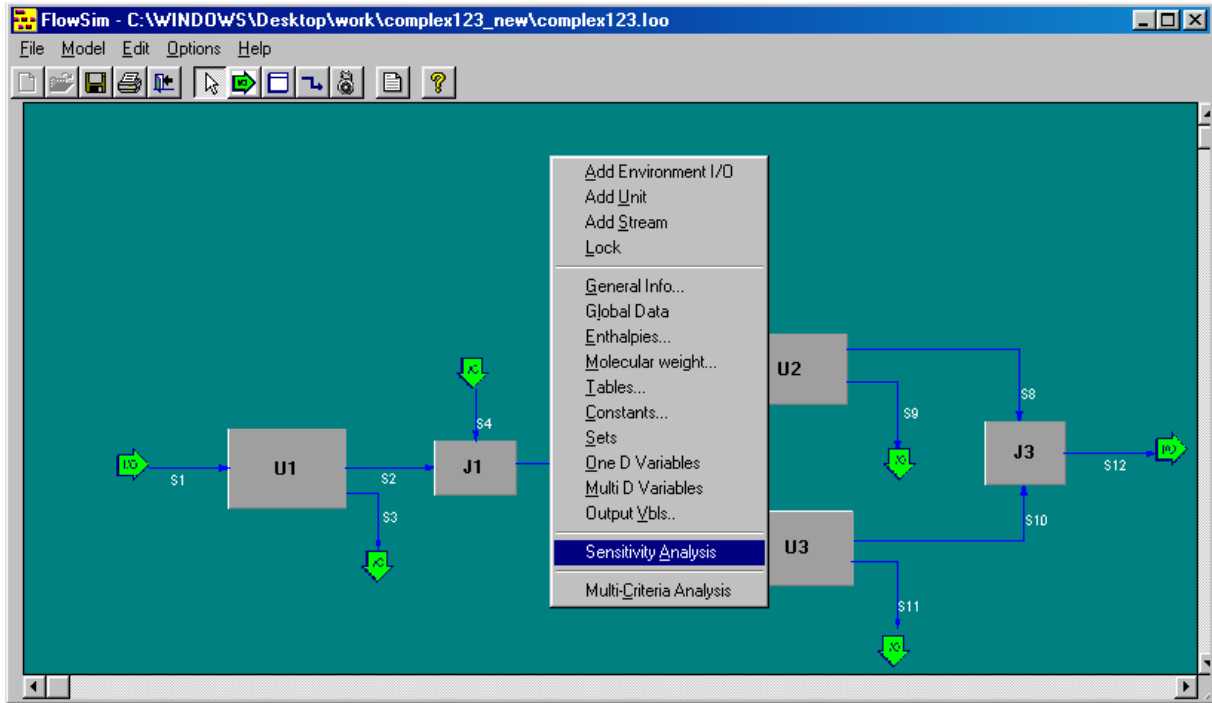 FlowSim - C:\WINDOWS\Desktop\work\complex123_new\complex123.loo
File Model Edit Options Help
I/O
?
Add Environment I/O
Add Unit
Add Stream
Lock
General Info...
Global Data
Enthalpies...
Molecular weight...
Tables...
Constants...
Sets
One D Variables
Multi D Variables
Output Vbls..
Sensitivity Analysis
Multi-Criteria Analysis
I/O
S1
U1
S2
S3
S4
J1
U2
S8
S9
J3
S12
S10
U3
S11